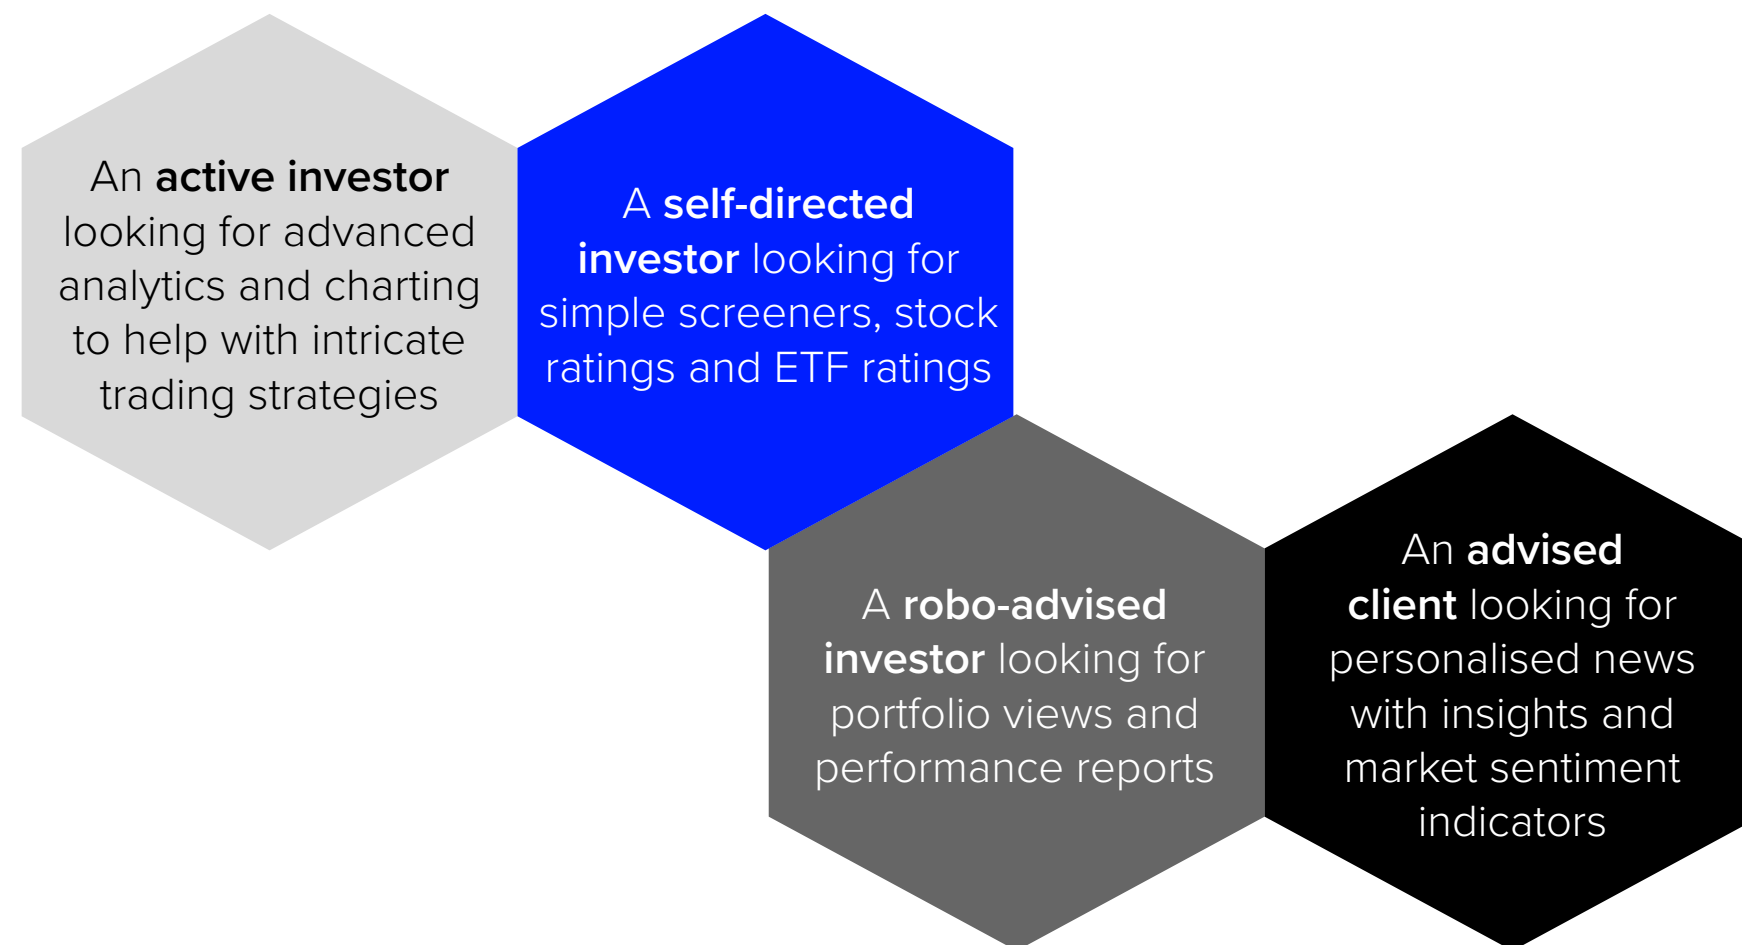 An active investor
looking for advanced
analytics and charting
to help with intricate
trading strategies
A self-directed
investor looking for
simple screeners, stock
ratings and ETF ratings
A robo-advised
investor looking for
portfolio views and
performance reports
An advised
client looking for
personalised news
with insights and
market sentiment
indicators